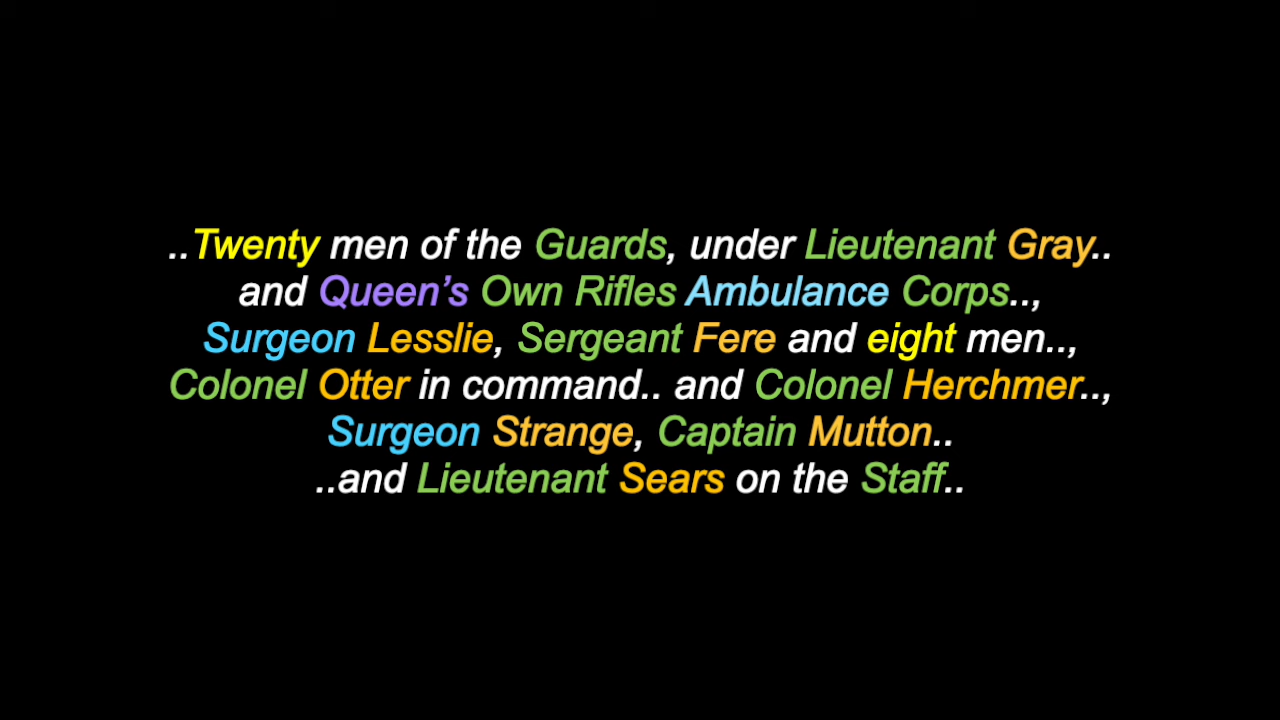 ..Twenty men of the Guards, under Lieutenant Gray..
and Queen’s Own Rifles Ambulance Corps..,
Surgeon Lesslie, Sergeant Fere and eight men..,
Colonel Otter in command.. and Colonel Herchmer..,
Surgeon Strange, Captain Mutton..
..and Lieutenant Sears on the Staff..